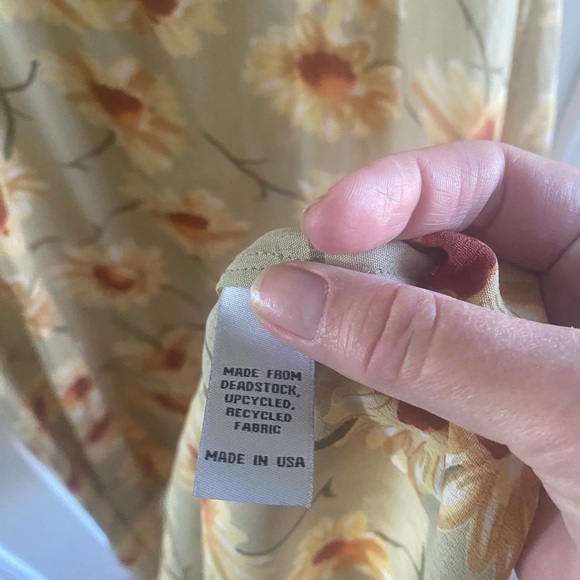 MADE FROM
DEADSTOCK,
UPCYCLED,
RECYCLED
FABRIC
MADE IN USA